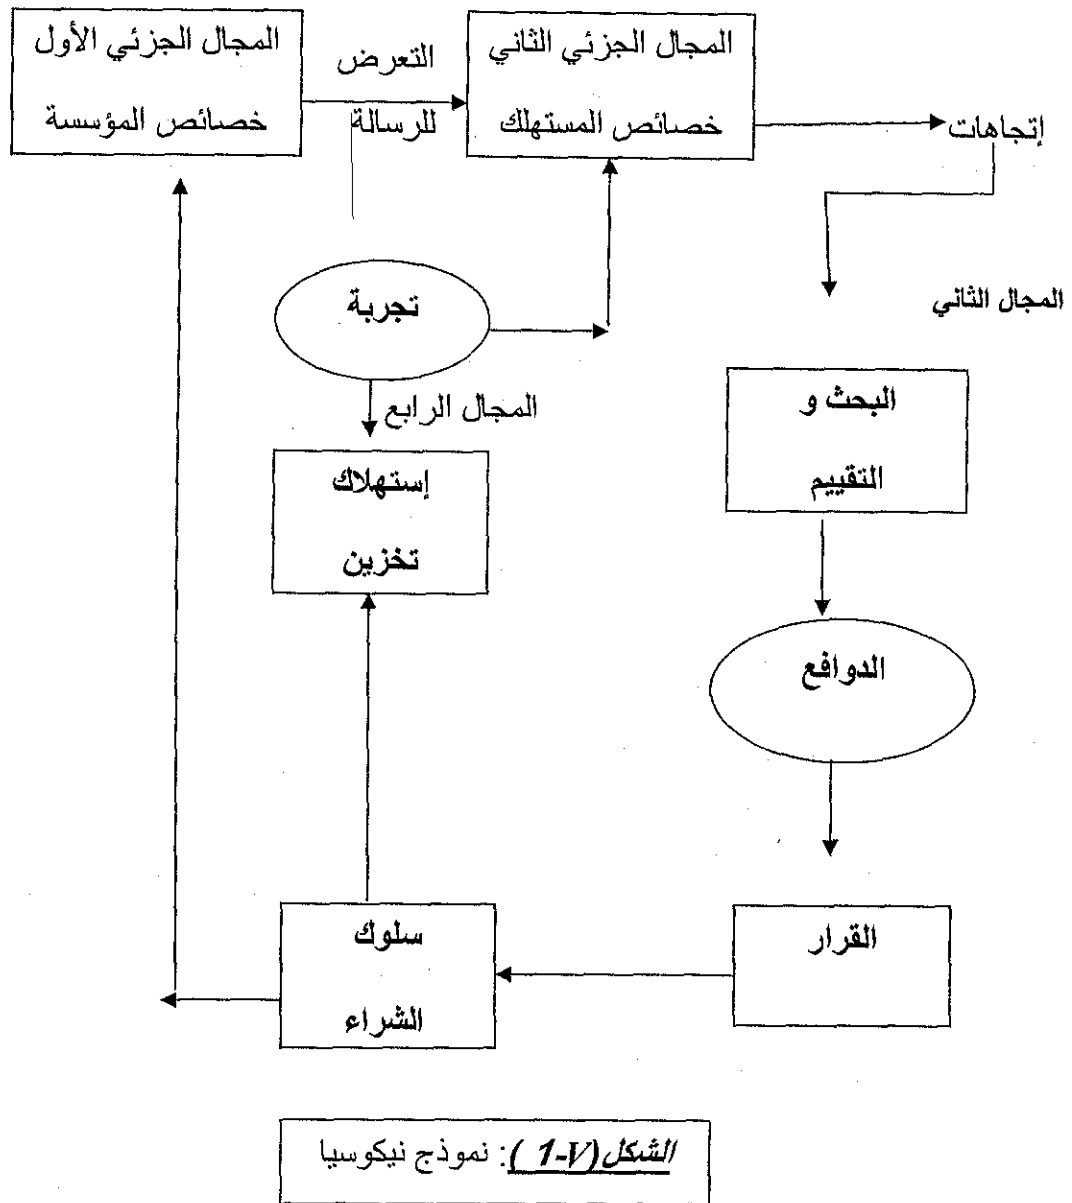 المجال الجزئي الأول
خصائص المؤسسة
التعرض
للرسالة
المجال الجزئي الثاني
خصائص المستهلك
إتجاهات
المجال الثاني
تجربة
المجال الرابع
إستهلاك
تخزين
البحث و
التقييم
الدوافع
القرار
سلوك
الشراء
الشكل(1-V ): نموذج نيكوسيا